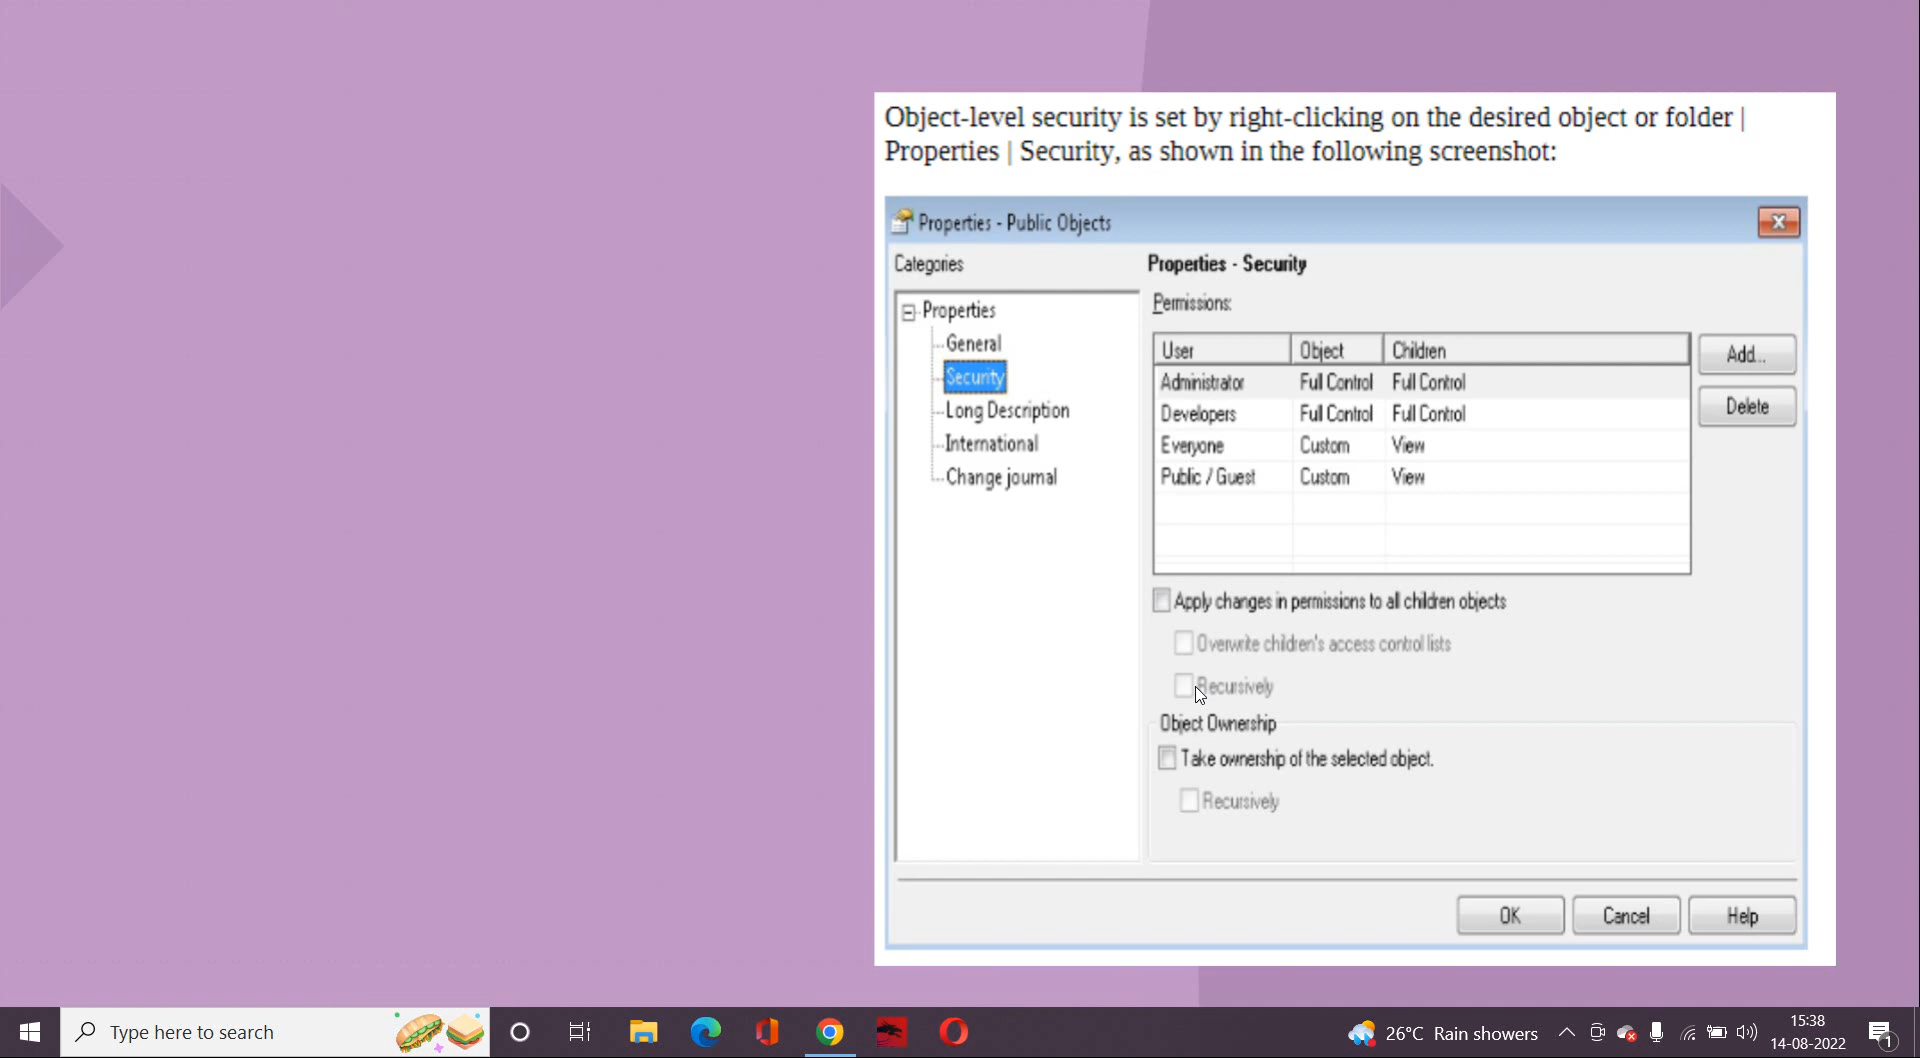 Object-level security is set by right-clicking on the desired object or folder |
Properties | Security, as shown in the following screenshot:
Properties - Public Objects
Categories
Properties
General
Security
Long Description
International
Change journal
Properties - Security
Permissions:
User Object Children
Administrator Full Control Full Control
Developers Full Control Full Control
Everyone Custom View
Public / Guest Custom View
Add...
Delete
Apply changes in permissions to all children objects
Overwrite children's access control lists
Recursively
Object Ownership
Take ownership of the selected object.
Recursively
OK Cancel Help
Type here to search
26°C Rain showers
15:38
14-08-2022
1